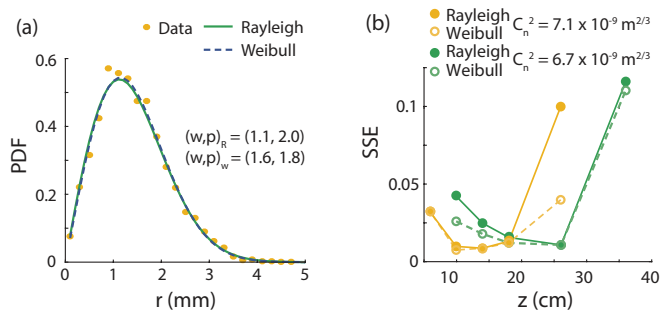 (a)
Data
Rayleigh
Weibull
PDF
0.6
0.4
0.2
0
(w,p)R = (1.1, 2.0)
(w,p)w = (1.6, 1.8)
0 1 2 3 4 5
r (mm)
(b)
Rayleigh
Weibull
Cn2 = 7.1 x 10-9 m2/3
Rayleigh
Weibull
Cn2 = 6.7 x 10-9 m2/3
SSE
0.1
0.05
0
10 20 30 40
z (cm)